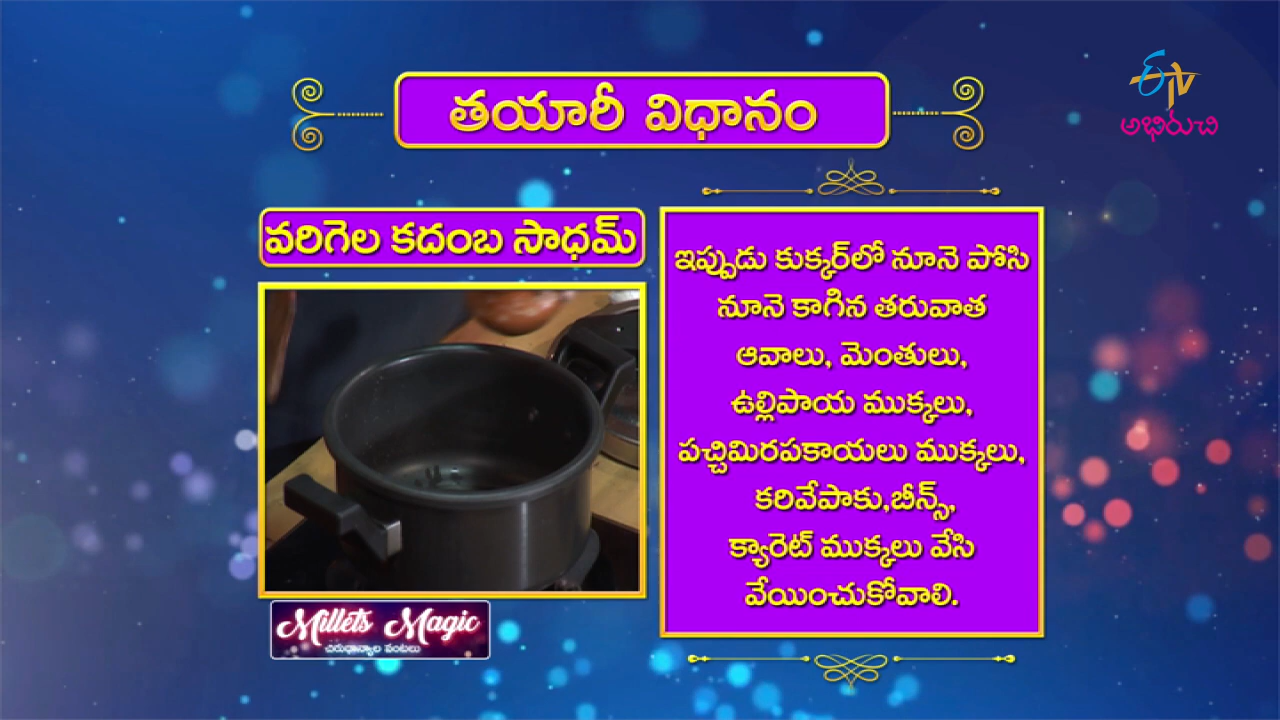 తయారీ విధానం
ETV
అభిరుచి
వరిగెల కదంబ సాధమ్
ఇప్పుడు కుక్కర్‌లో నూనె పోసి
నూనె కాగిన తరువాత
ఆవాలు, మెంతులు,
ఉల్లిపాయ ముక్కలు,
పచ్చిమిరపకాయలు ముక్కలు,
కరివేపాకు,బీన్స్,
క్యారెట్ ముక్కలు వేసి
వేయించుకోవాలి.
Millets Magic
చిరుధాన్యాల వంటలు